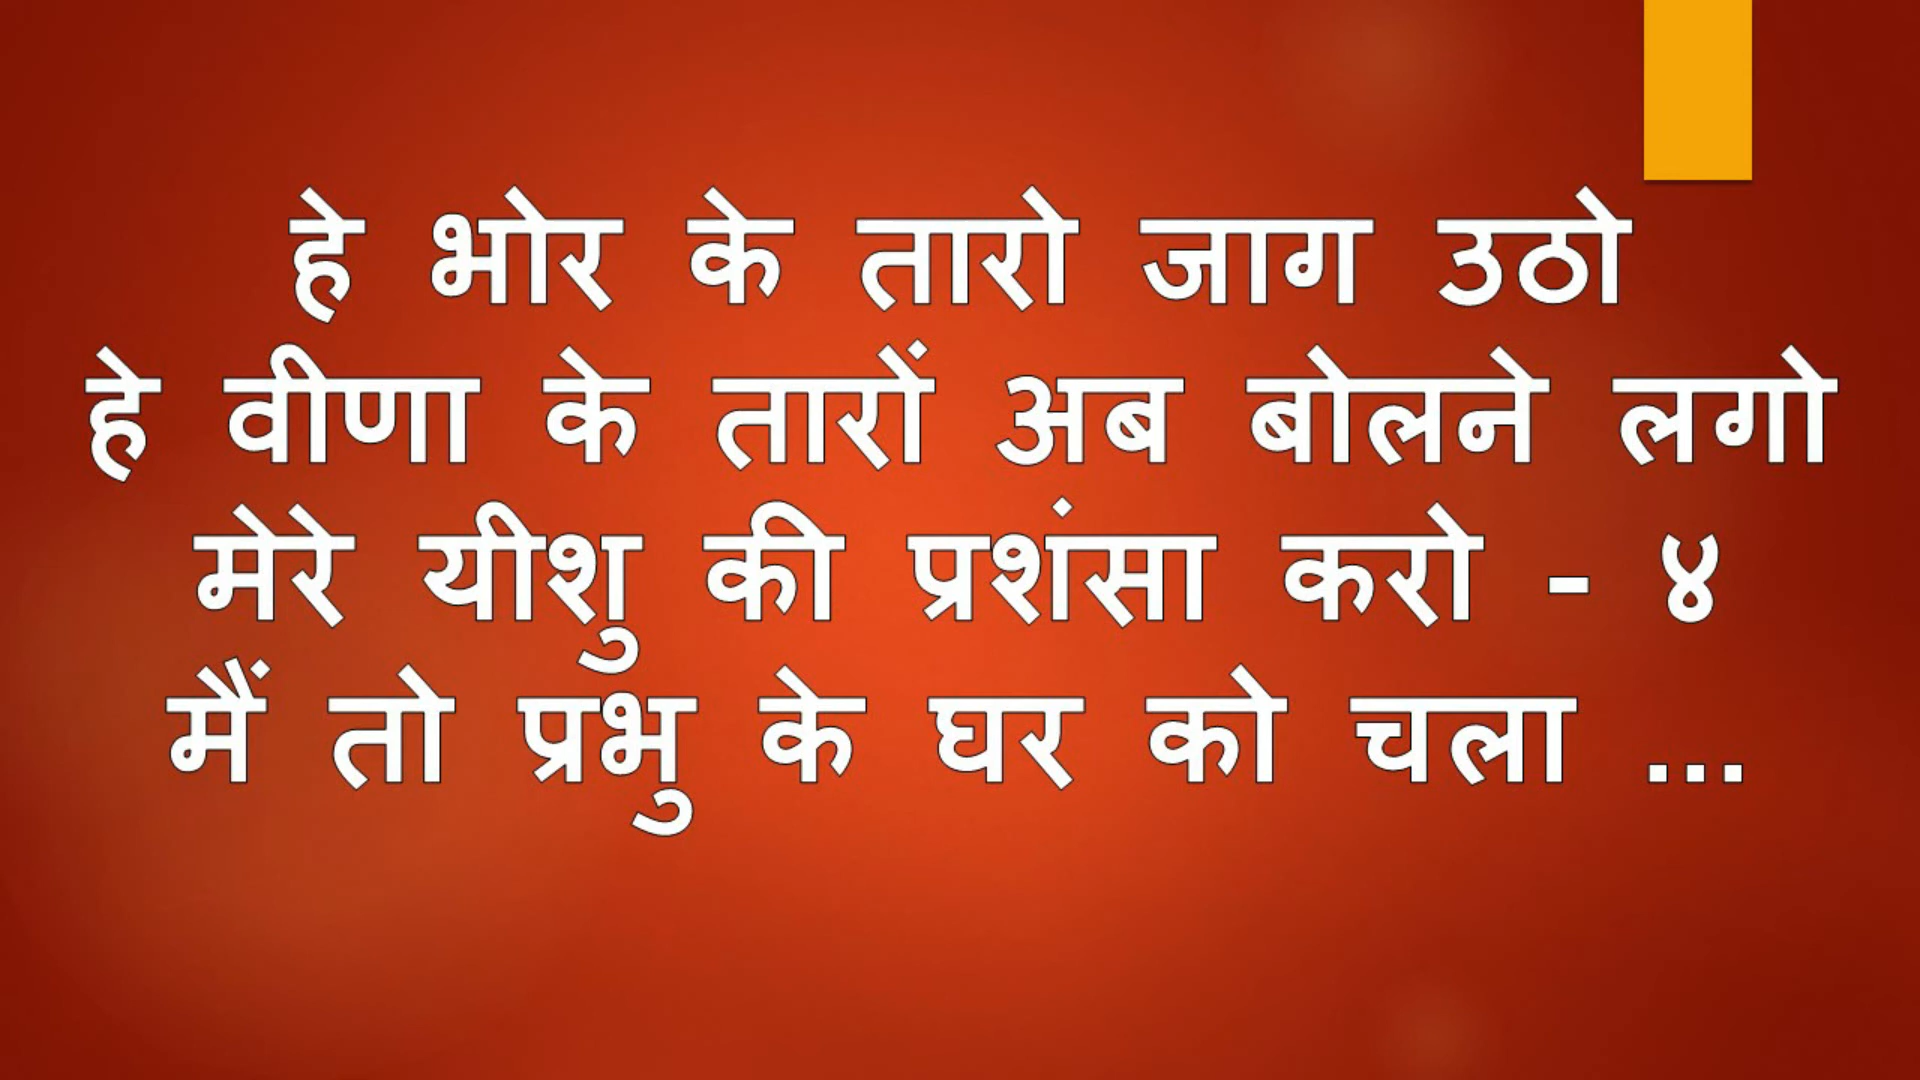 हे भोर के तारो जाग उठो
हे वीणा के तारों अब बोलने लगो
मेरे यीशु की प्रशंसा करो - ४
मैं तो प्रभु के घर को चला ...